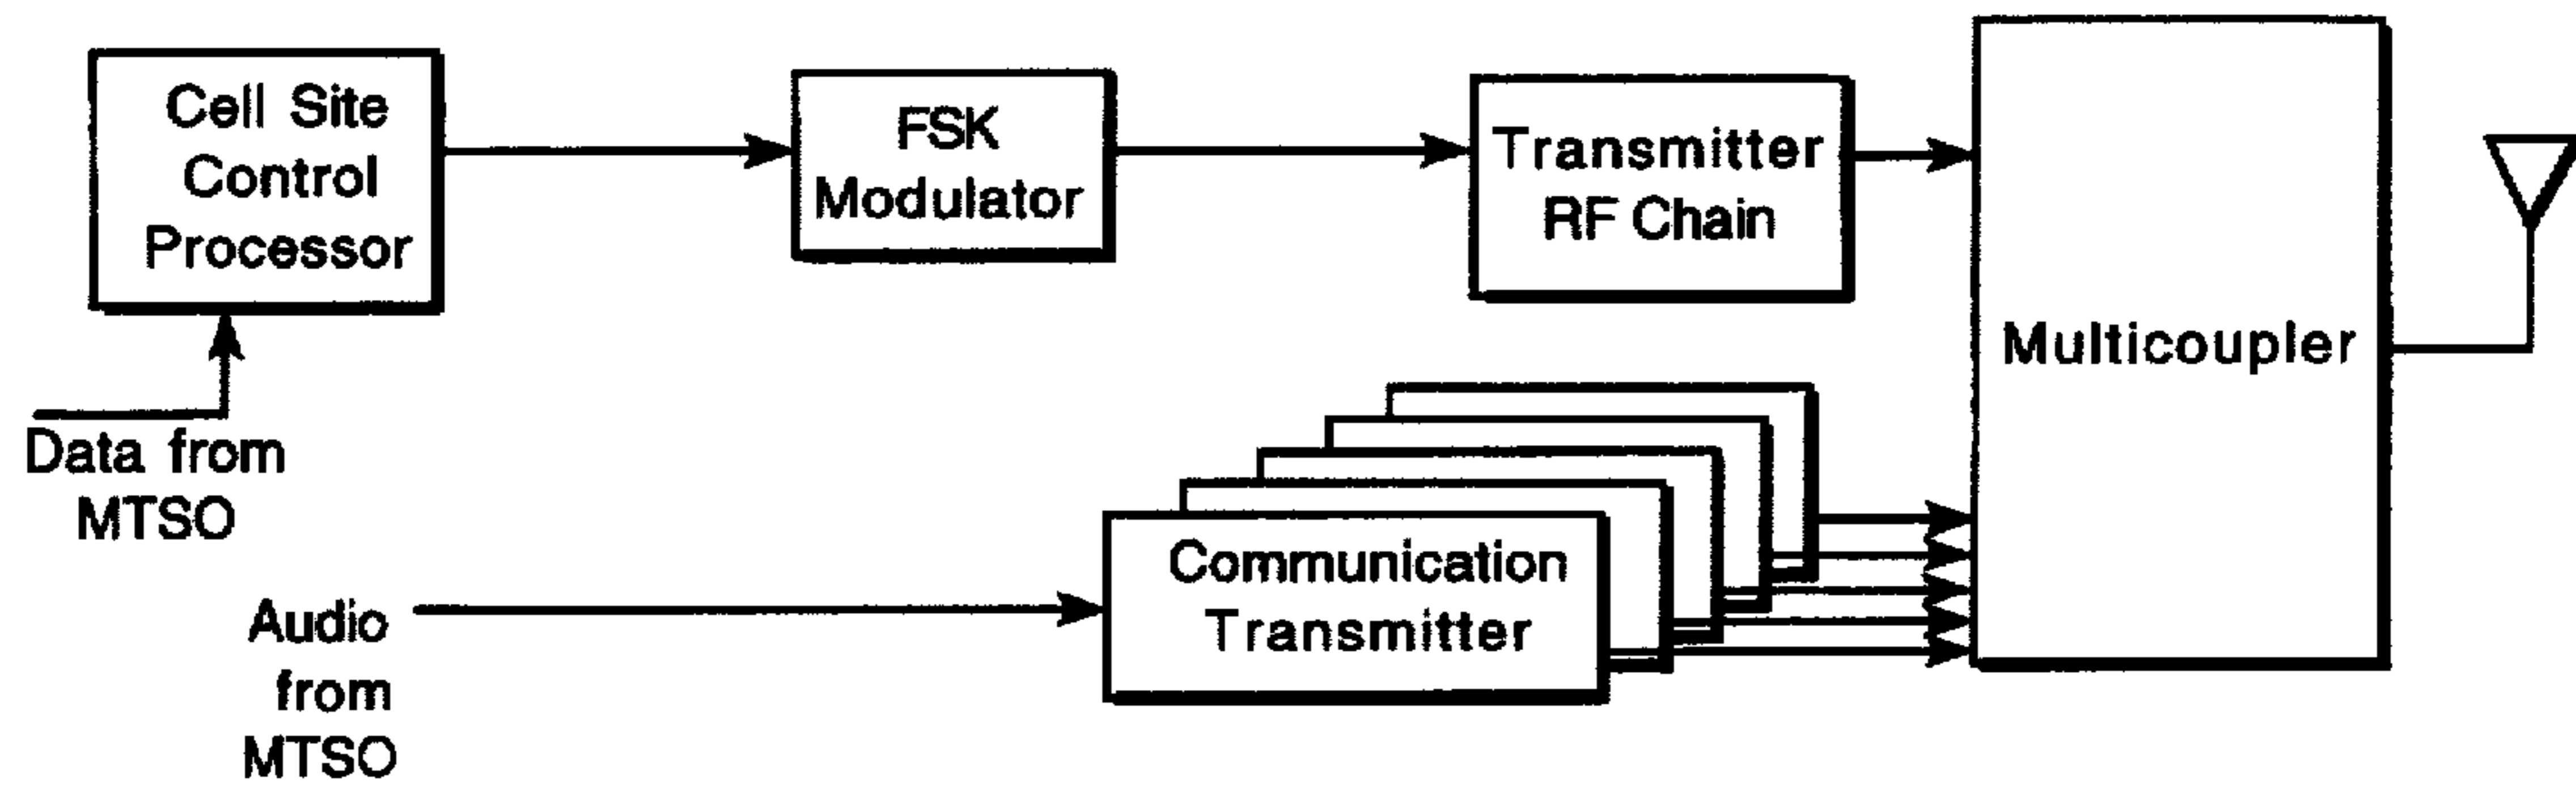 Cell Site
Control
Processor
FSK
Modulator
Transmitter
RF Chain
Multicoupler
Data from
MTSO
Communication
Transmitter
Audio
from
MTSO